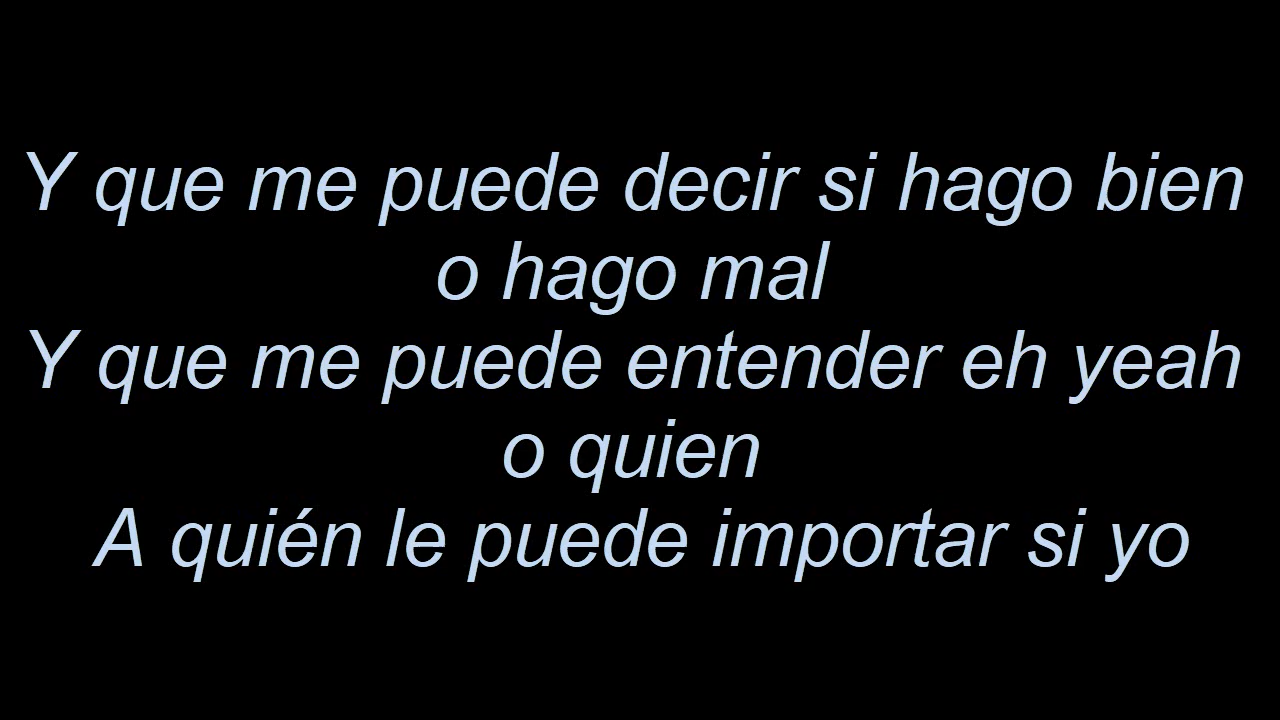 Y que me puede decir si hago bien
o hago mal
Y que me puede entender eh yeah
o quien
A quién le puede importar si yo